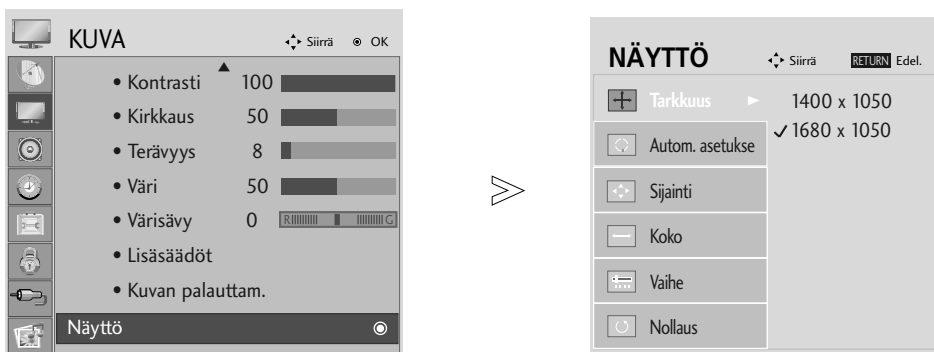 KUVA Siirrä OK
• Kontrasti 100
• Kirkkaus 50
• Terävyys 8
• Väri 50
• Värisävy 0 R G
• Lisäsäädöt
• Kuvan palauttam.
Näyttö
NÄYTTÖ Siirrä RETURN Edel.
Tarkkuus 1400 x 1050
✓ 1680 x 1050
Autom. asetukse
Sijainti
Koko
Vaihe
Nollaus